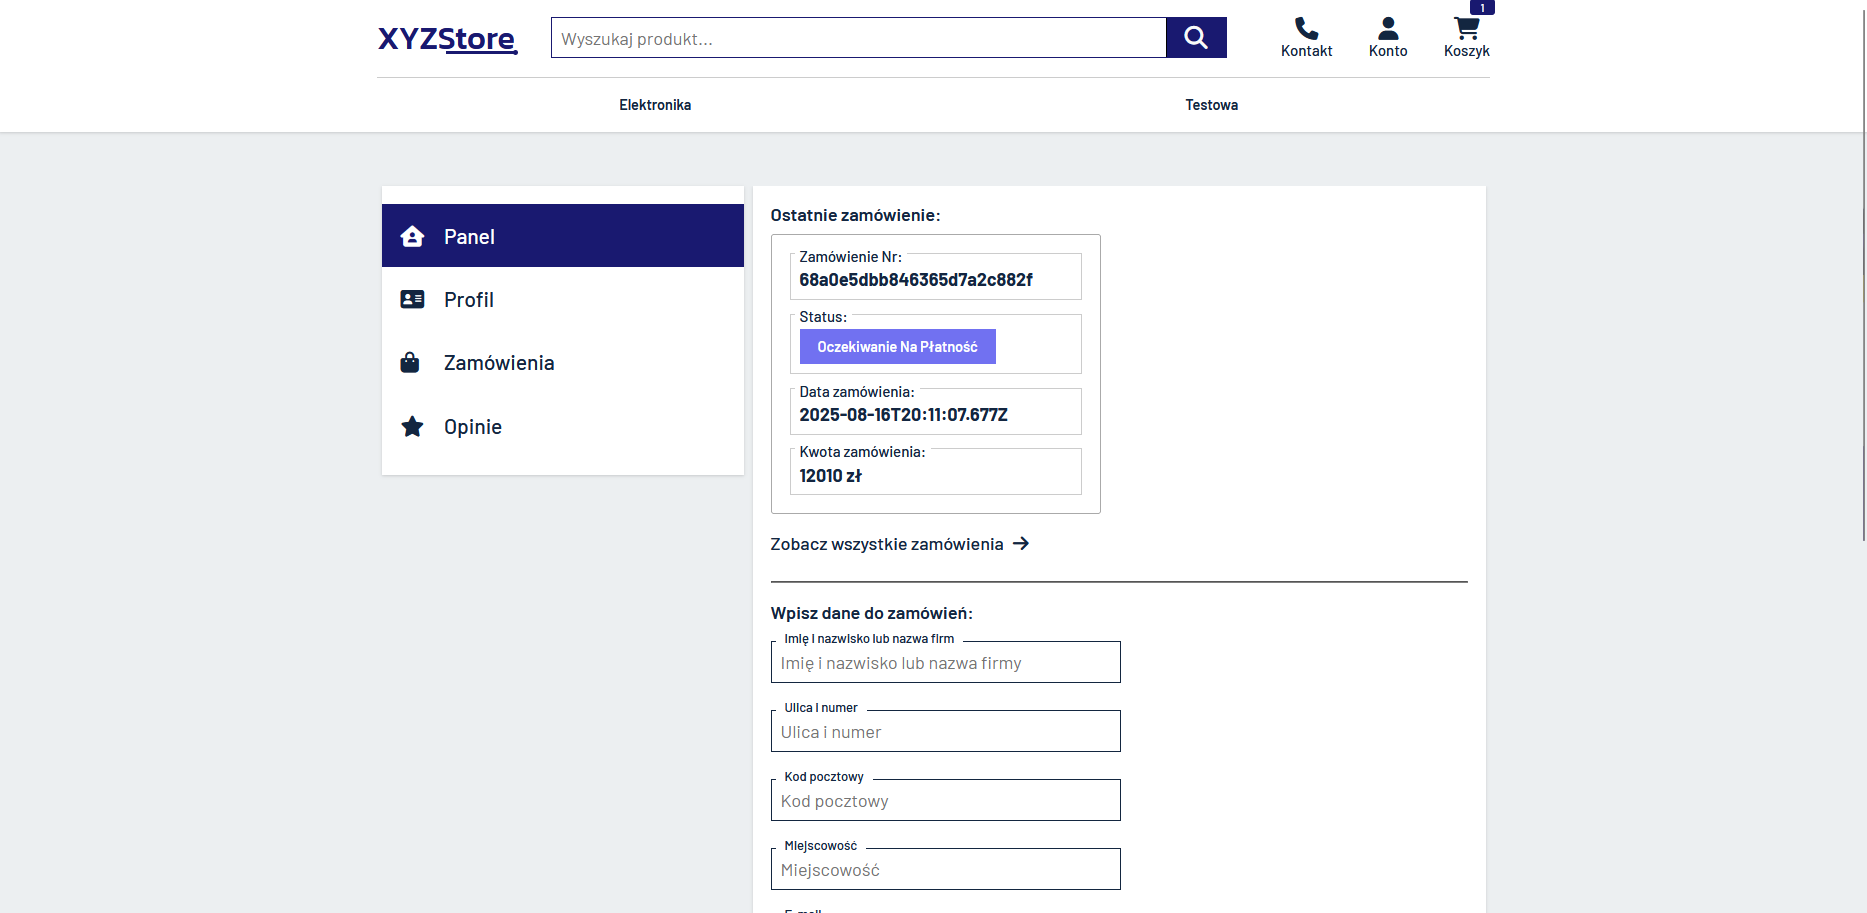 XYZStore
Wyszukaj produkt...
1
Kontakt
Konto
Koszyk
Elektronika
Testowa
Panel
Profil
Zamówienia
Opinie
Ostatnie zamówienie:
Zamówienie Nr:
68a0e5dbb846365d7a2c882f
Status:
Oczekiwanie Na Płatność
Data zamówienia:
2025-08-16T20:11:07.677Z
Kwota zamówienia:
12010 zł
Zobacz wszystkie zamówienia
Wpisz dane do zamówień:
Imię i nazwisko lub nazwa firm
Imię i nazwisko lub nazwa firmy
Ulica i numer
Ulica i numer
Kod pocztowy
Kod pocztowy
Miejscowość
Miejscowość